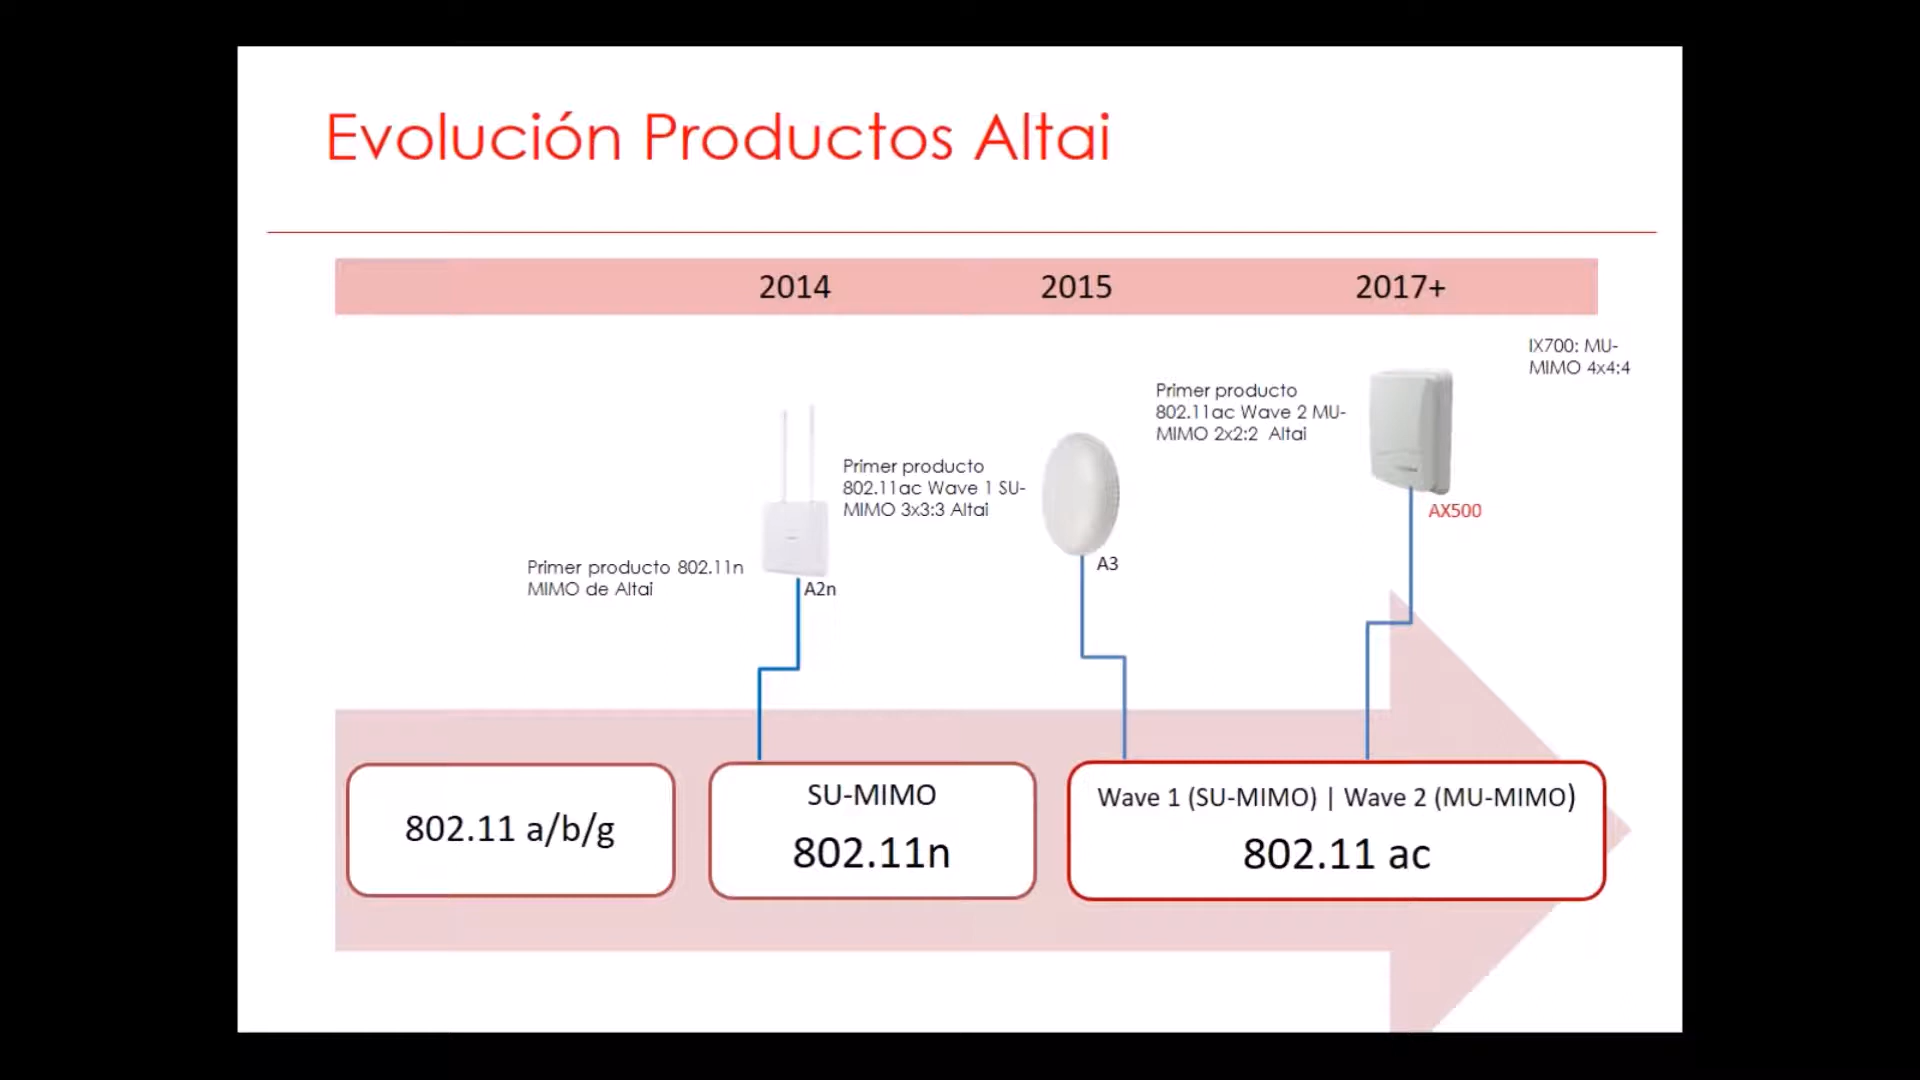 Evolución Productos Altai
2014
2015
2017+
IX700: MU-
MIMO 4x4:4
Primer producto
802.11ac Wave 2 MU-
MIMO 2x2:2 Altai
AX500
Primer producto
802.11ac Wave 1 SU-
MIMO 3x3:3 Altai
A3
Primer producto 802.11n
MIMO de Altai
A2n
802.11 a/b/g
SU-MIMO
802.11n
Wave 1 (SU-MIMO) | Wave 2 (MU-MIMO)
802.11 ac